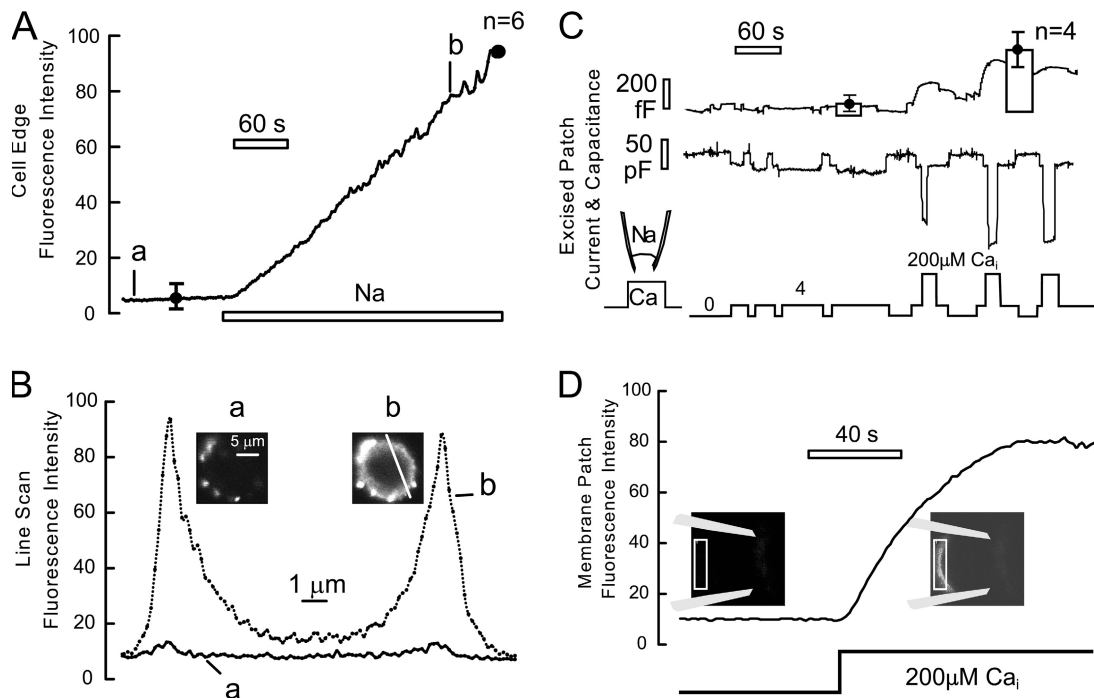 A
Cell Edge
Fluorescence Intensity
100
80
60
40
20
0
n=6
b
60 s
a
Na
B
Line Scan
Fluorescence Intensity
100
80
60
40
20
0
a
5 μm
b
b
1 μm
a
C
Excised Patch
Current & Capacitance
60 s
n=4
200
fF
50
pF
Na
Ca
0
4
200μM Cai
D
Membrane Patch
Fluorescence Intensity
100
80
60
40
20
0
40 s
200μM Cai